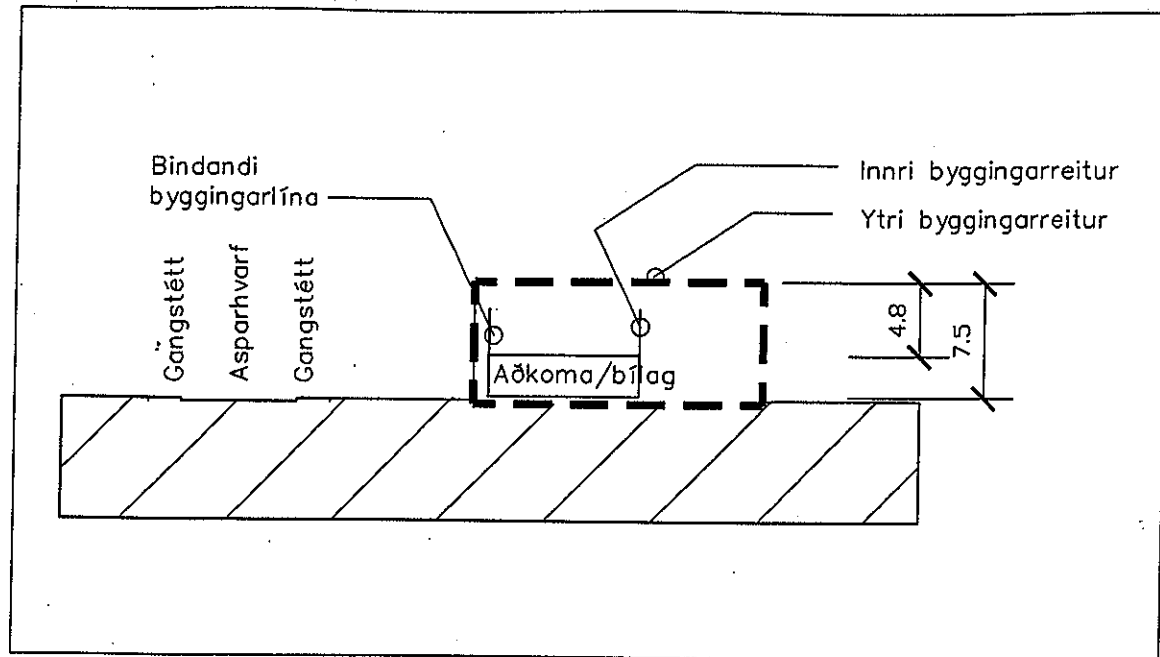 Bindandi
byggingarlína
Innri byggingarreitur
Ytri byggingarreitur
Gangstétt
Asparhvarf
Gangstétt
4.8
7.5
Aðkoma/bílag